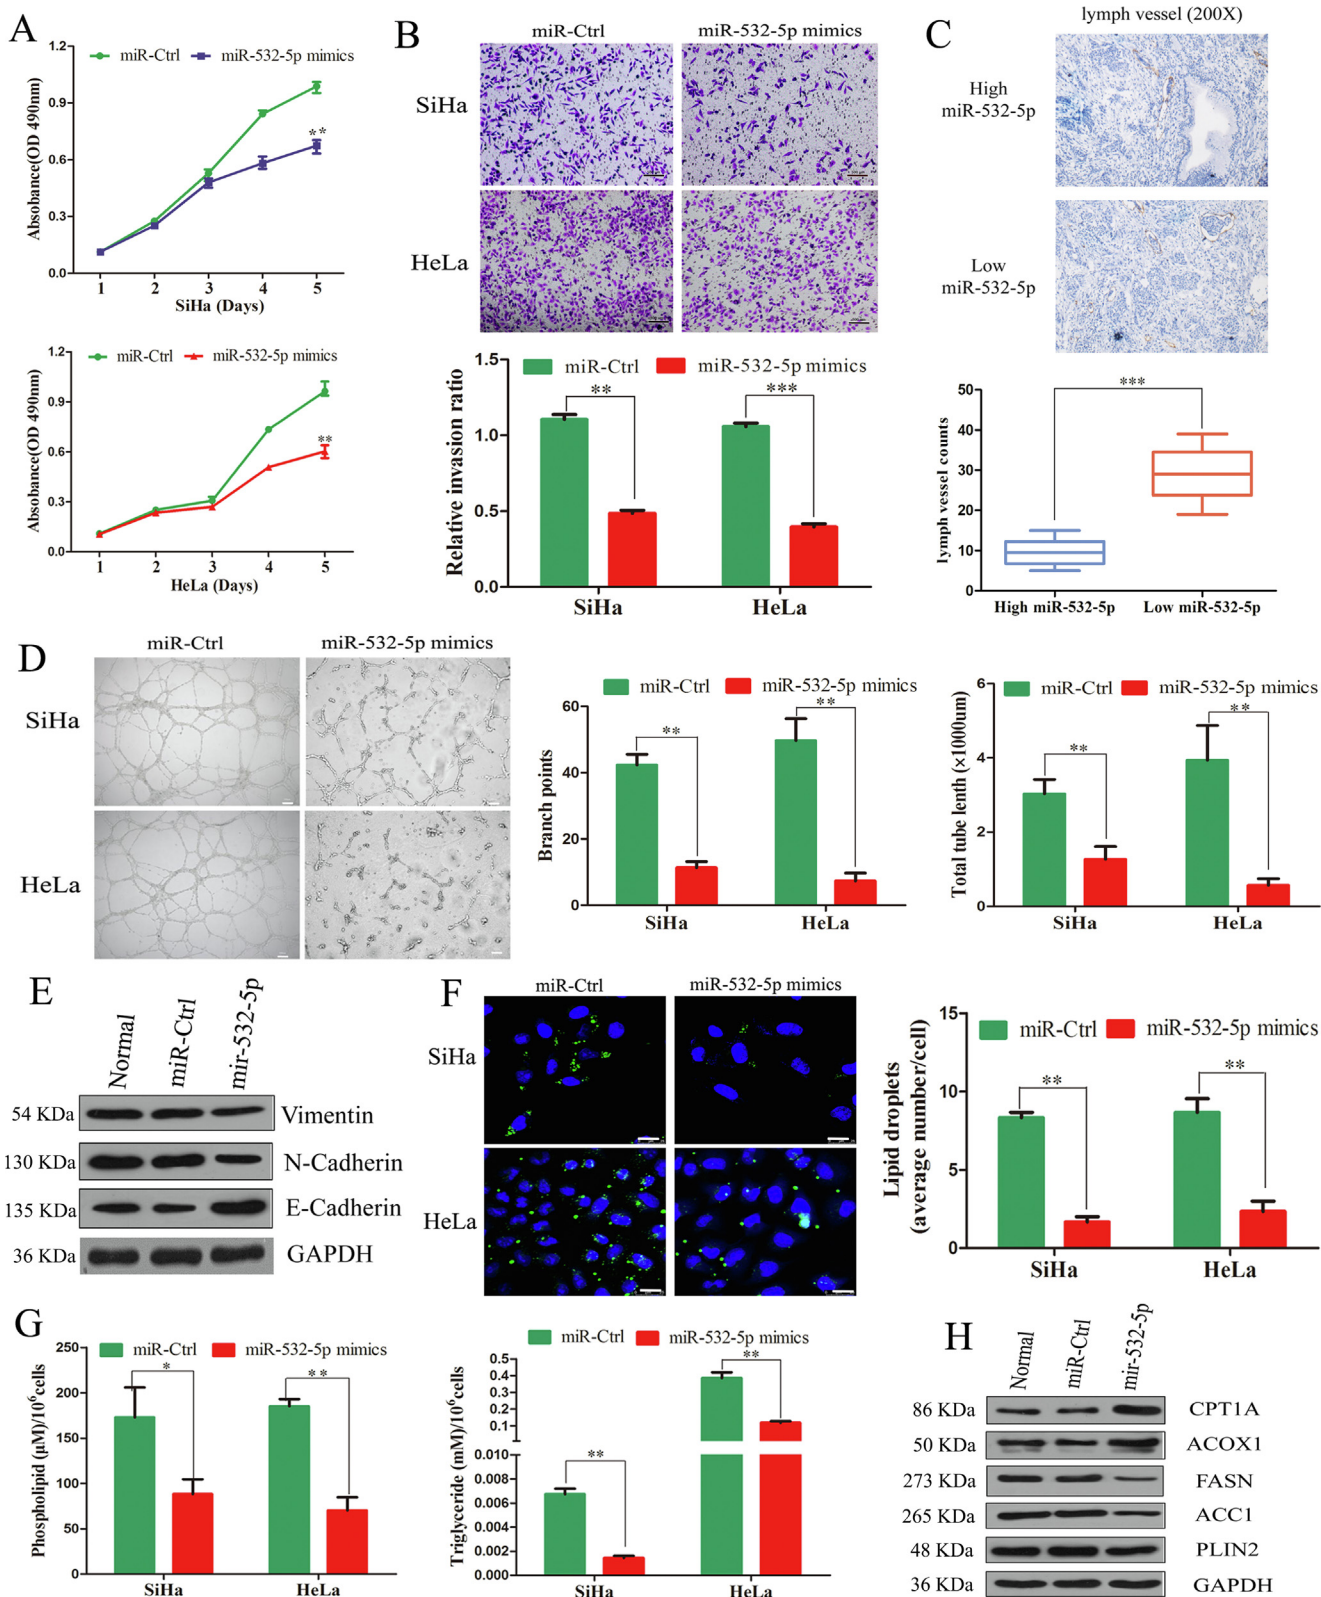 A
miR-Ctrl miR-532-5p mimics
Absobance(OD 490nm)
1.2
0.9
0.6
0.3
0.0
**
1 2 3 4 5
SiHa (Days)
miR-Ctrl miR-532-5p mimics
Absobance(OD 490nm)
1.2
0.9
0.6
0.3
0.0
**
1 2 3 4 5
HeLa (Days)
B
miR-Ctrl miR-532-5p mimics
SiHa
HeLa
miR-Ctrl miR-532-5p mimics
Relative invasion ratio
1.5
1.0
0.5
0.0
** ***
SiHa HeLa
C
lymph vessel (200X)
High
miR-532-5p
Low
miR-532-5p
lymph vessel counts
50
40
30
20
10
0
***
High miR-532-5p Low miR-532-5p
D
miR-Ctrl miR-532-5p mimics
SiHa
HeLa
miR-Ctrl miR-532-5p mimics
Branch points
60
40
20
0
** **
SiHa HeLa
miR-Ctrl miR-532-5p mimics
Total tube lenth (×1000um)
6
4
2
0
** **
SiHa HeLa
E
Normal miR-Ctrl mir-532-5p
54 KDa Vimentin
130 KDa N-Cadherin
135 KDa E-Cadherin
36 KDa GAPDH
F
miR-Ctrl miR-532-5p mimics
SiHa
HeLa
miR-Ctrl miR-532-5p mimics
Lipid droplets
(average number/cell)
15
10
5
0
** **
SiHa HeLa
G
miR-Ctrl miR-532-5p mimics
Phospholipid (μM)/10⁶cells
250
200
150
100
50
0
* **
SiHa HeLa
miR-Ctrl miR-532-5p mimics
Triglyceride (mM)/10⁶cells
0.5
0.4
0.3
0.2
0.1
0.010
0.008
0.006
0.004
0.002
0.000
** **
SiHa HeLa
H
Normal miR-Ctrl mir-532-5p
86 KDa CPT1A
50 KDa ACOX1
273 KDa FASN
265 KDa ACC1
48 KDa PLIN2
36 KDa GAPDH